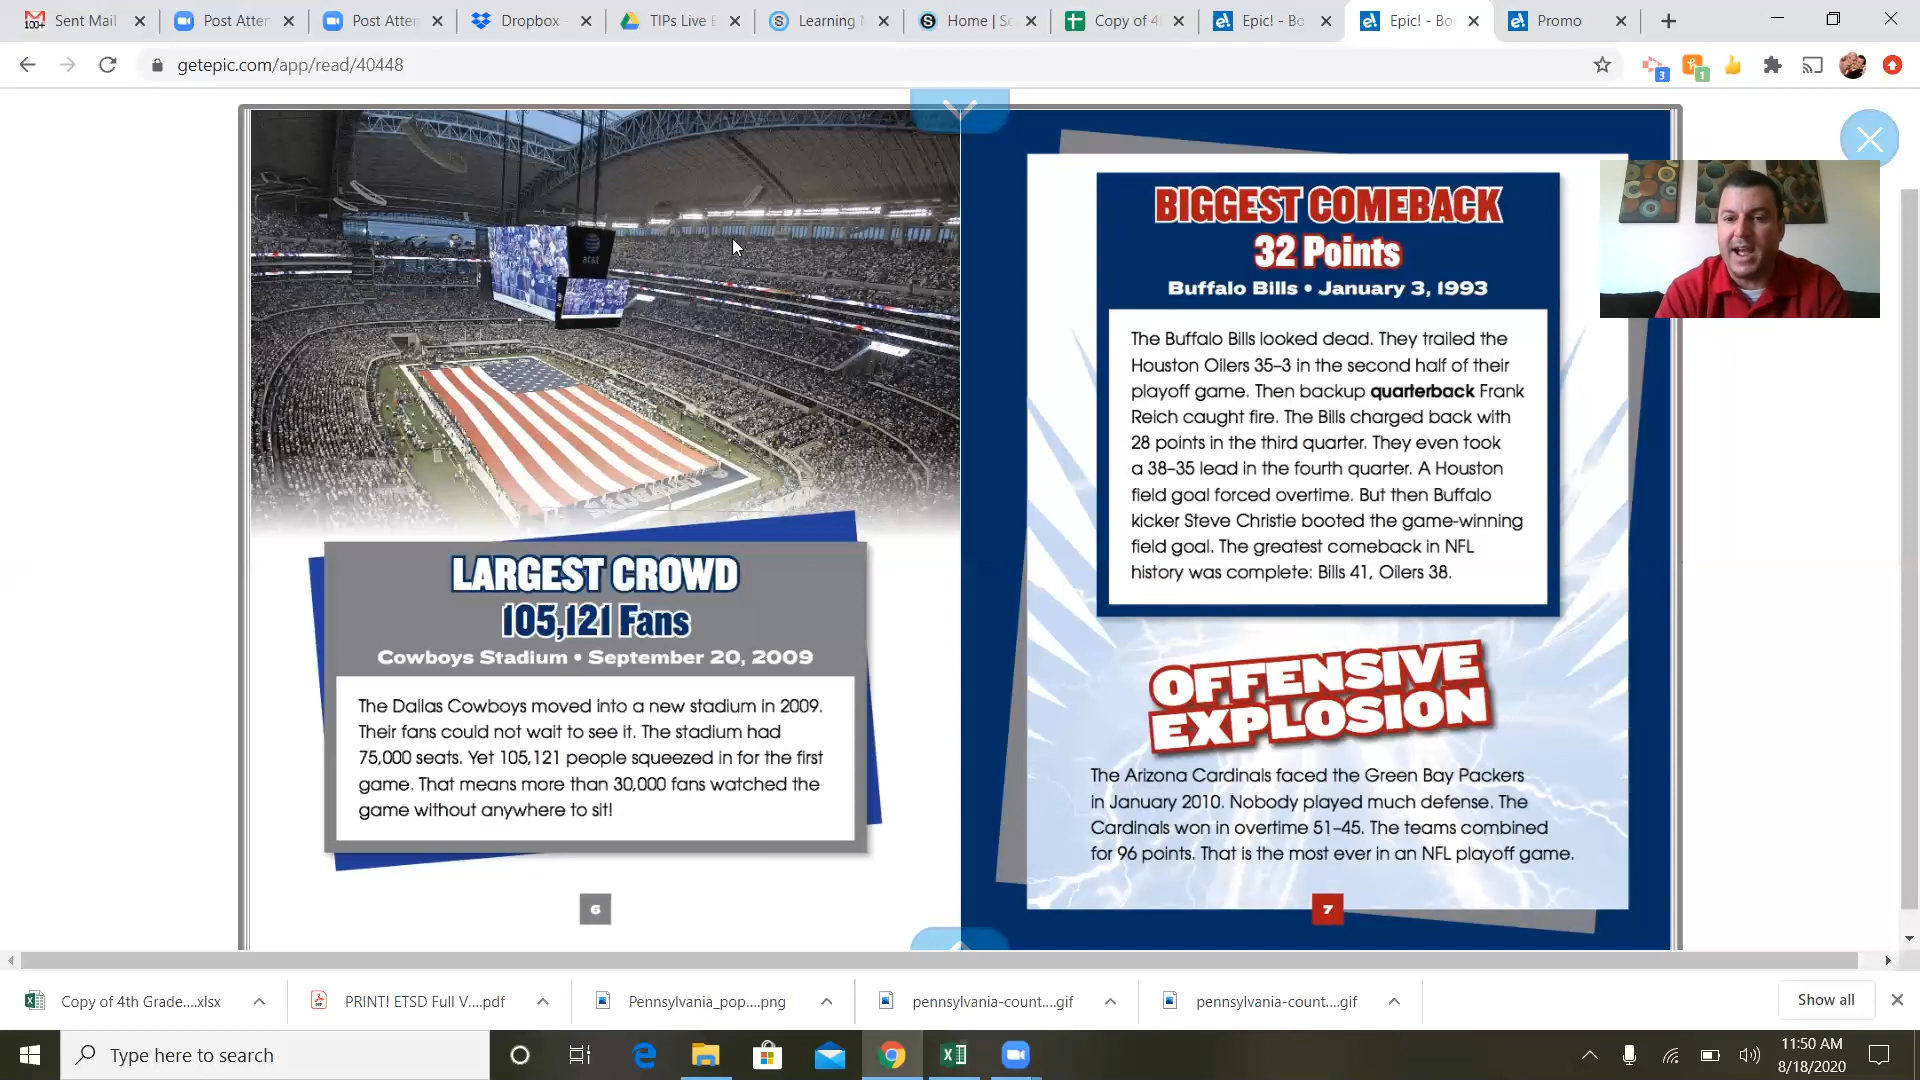 Sent Mail
Post Atter
Post Atter
Dropbox
TIPs Live
Learning
Home | S
Copy of 4
Epic! - Bo
Epic! - Bo
Promo
getepic.com/app/read/40448
3
1
at&t
LARGEST CROWD
105,121 Fans
Cowboys Stadium • September 20, 2009
The Dallas Cowboys moved into a new stadium in 2009.
Their fans could not wait to see it. The stadium had
75,000 seats. Yet 105,121 people squeezed in for the first
game. That means more than 30,000 fans watched the
game without anywhere to sit!
6
BIGGEST COMEBACK
32 Points
Buffalo Bills • January 3, 1993
The Buffalo Bills looked dead. They trailed the
Houston Oilers 35–3 in the second half of their
playoff game. Then backup quarterback Frank
Reich caught fire. The Bills charged back with
28 points in the third quarter. They even took
a 38–35 lead in the fourth quarter. A Houston
field goal forced overtime. But then Buffalo
kicker Steve Christie booted the game-winning
field goal. The greatest comeback in NFL
history was complete: Bills 41, Oilers 38.
OFFENSIVE
EXPLOSION
The Arizona Cardinals faced the Green Bay Packers
in January 2010. Nobody played much defense. The
Cardinals won in overtime 51–45. The teams combined
for 96 points. That is the most ever in an NFL playoff game.
7
Copy of 4th Grade....xlsx
PRINT! ETSD Full V....pdf
Pennsylvania_pop....png
pennsylvania-count....gif
pennsylvania-count....gif
Show all
Type here to search
11:50 AM
8/18/2020